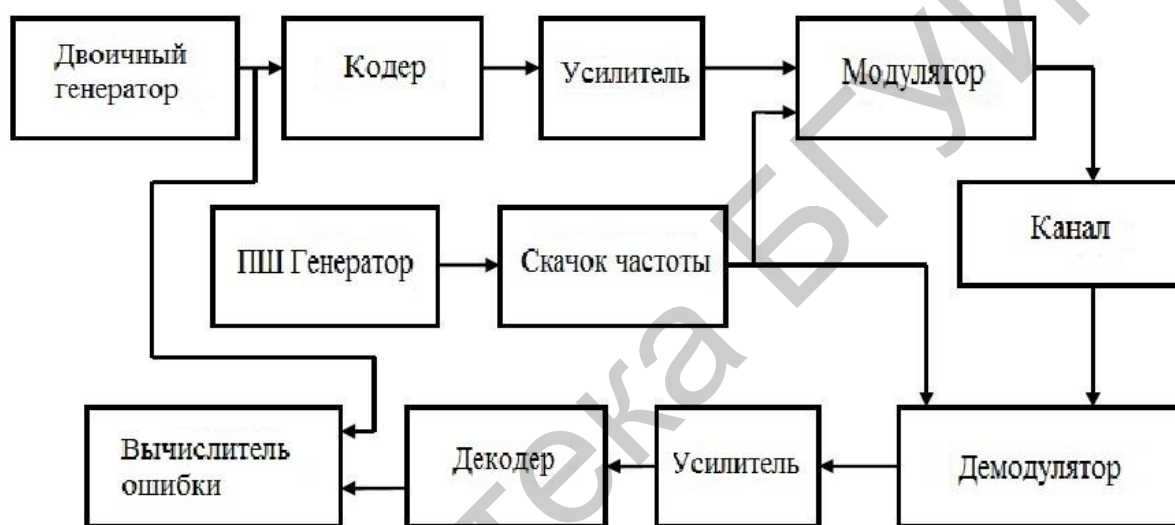 Двоичный
генератор
Кодер
Усилитель
Модулятор
Канал
ПШ Генератор
Скачок частоты
Вычислитель
ошибки
Декодер
Усилитель
Демодулятор